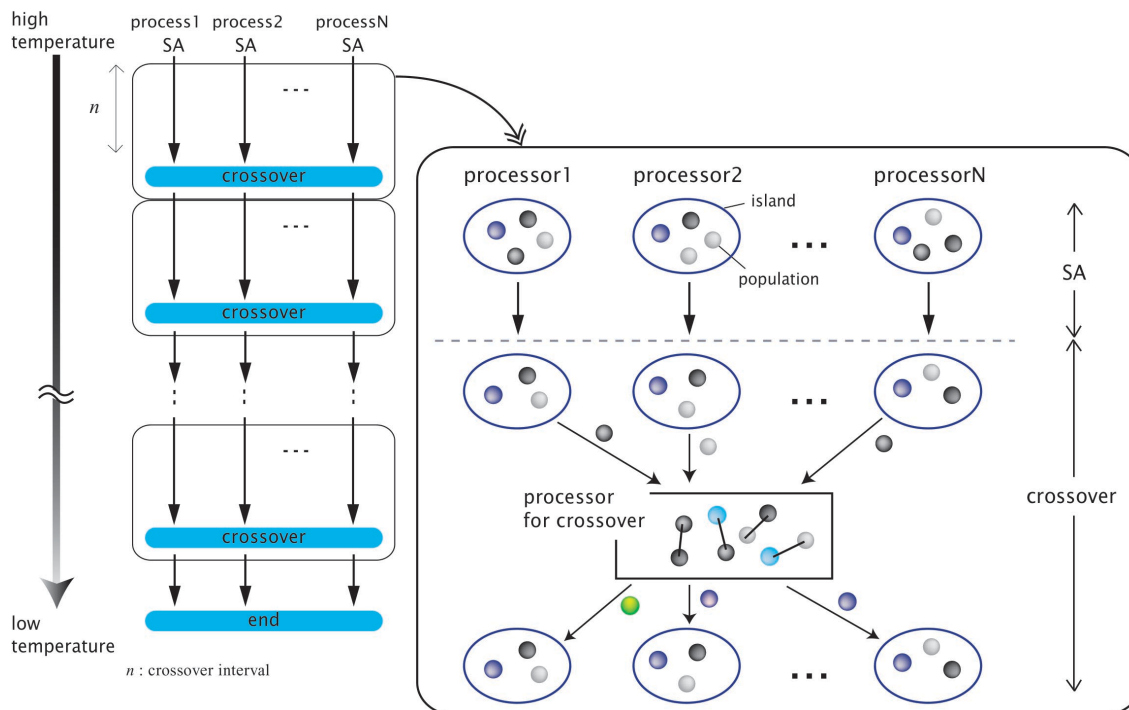 high
temperature
process1 process2 processN
SA SA SA
n
crossover
crossover
crossover
end
low
temperature
n : crossover interval
processor1 processor2 processorN
island
population
...
SA
...
processor
for crossover
crossover
...